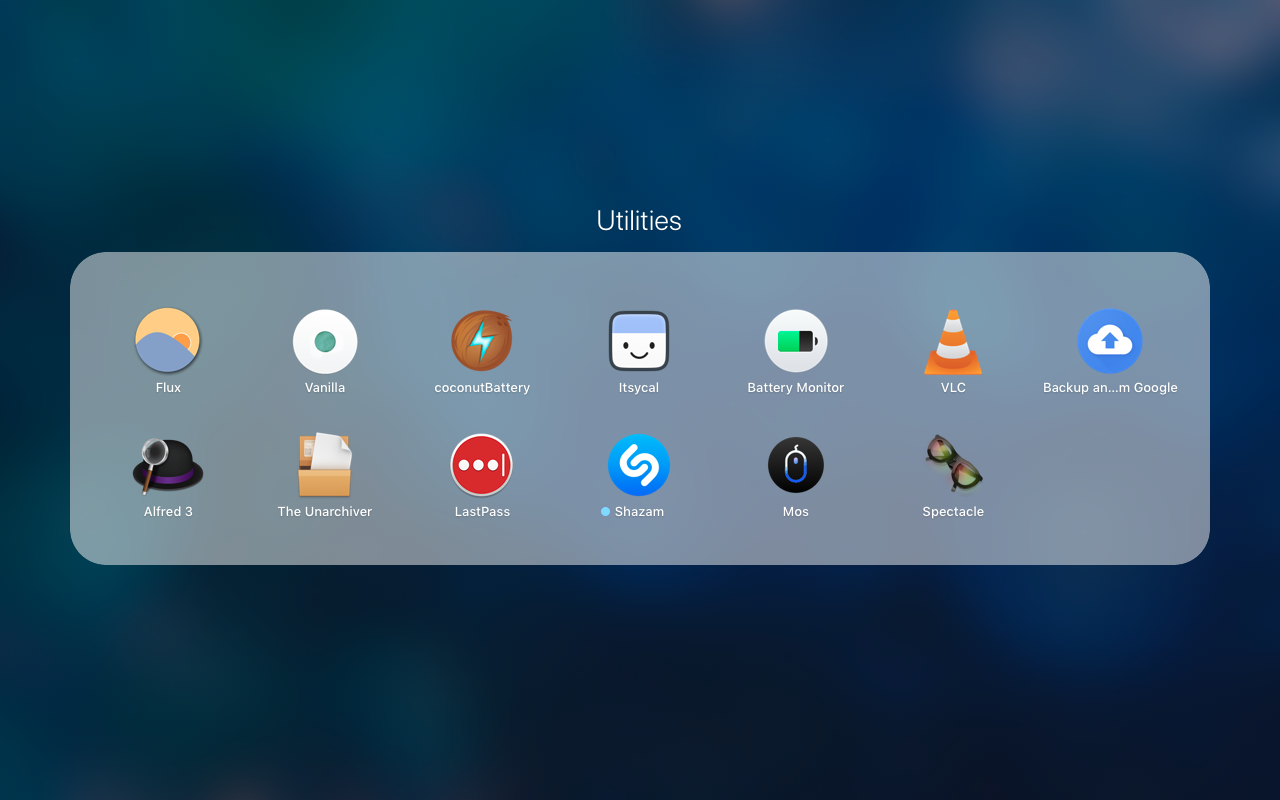 Utilities
Flux
Vanilla
coconutBattery
Itsycal
Battery Monitor
VLC
Backup an...m Google
Alfred 3
The Unarchiver
LastPass
Shazam
Mos
Spectacle